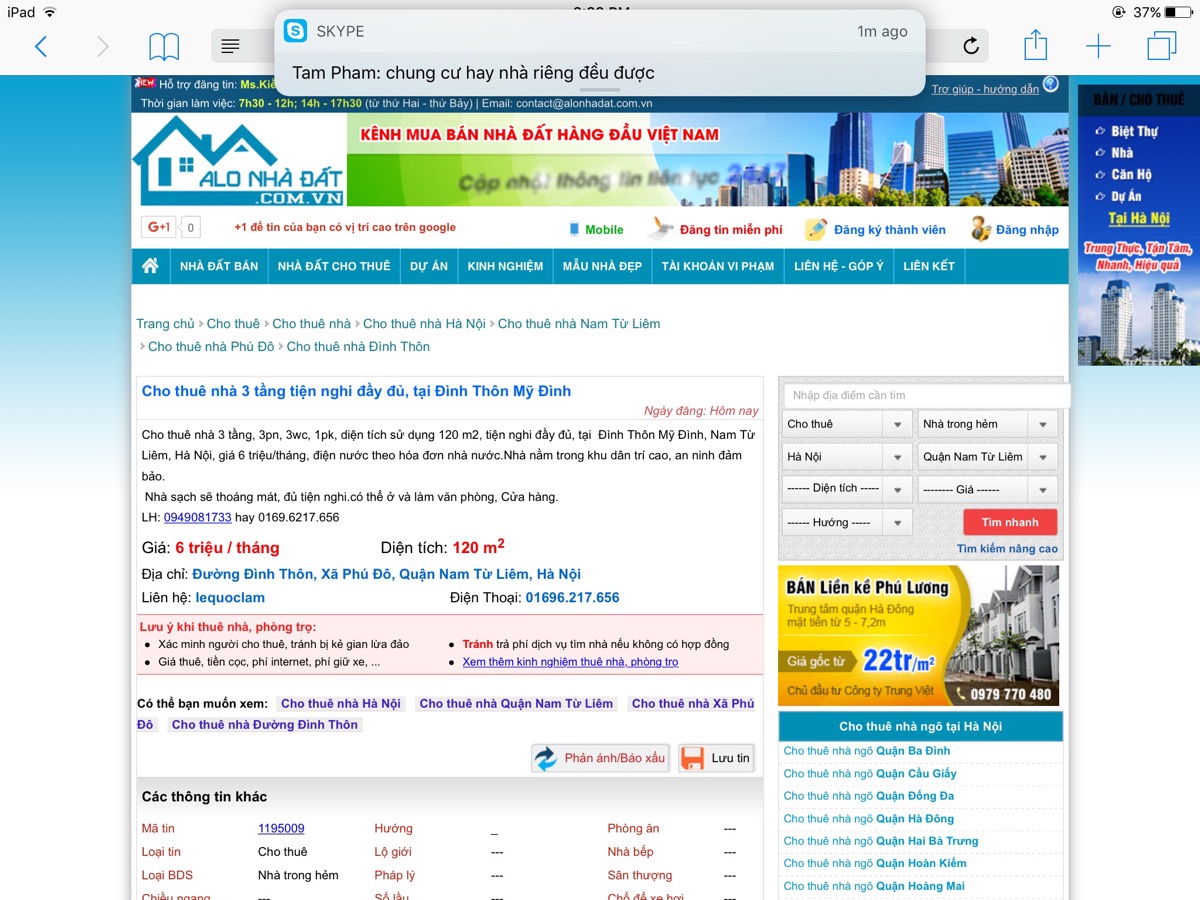 iPad
37%
SKYPE
1m ago
Tam Pham: chung cư hay nhà riêng đều được
NEW Hỗ trợ đăng tin: Ms.
Thời gian làm việc: 7h30 - 12h; 14h - 17h30 (từ thứ Hai - thứ Bảy) | Email: contact@alonhadat.com.vn
Trợ giúp - hướng dẫn
ALO NHÀ ĐẤT
.COM.VN
KÊNH MUA BÁN NHÀ ĐẤT HÀNG ĐẦU VIỆT NAM
Cập nhật thông tin liên tục 24/7
BÁN / CHO THUÊ
Biệt Thự
Nhà
Căn Hộ
Dự Án
Tại Hà Nội
Trung Thực, Tận Tâm,
Nhanh, Hiệu quả
G+1 0
+1 để tin của bạn có vị trí cao trên google
Mobile
Đăng tin miễn phí
Đăng ký thành viên
Đăng nhập
NHÀ ĐẤT BÁN
NHÀ ĐẤT CHO THUÊ
DỰ ÁN
KINH NGHIỆM
MẪU NHÀ ĐẸP
TÀI KHOẢN VI PHẠM
LIÊN HỆ - GÓP Ý
LIÊN KẾT
Trang chủ › Cho thuê › Cho thuê nhà › Cho thuê nhà Hà Nội › Cho thuê nhà Nam Từ Liêm
› Cho thuê nhà Phú Đô › Cho thuê nhà Đình Thôn
Cho thuê nhà 3 tầng tiện nghi đầy đủ, tại Đình Thôn Mỹ Đình
Ngày đăng: Hôm nay
Cho thuê nhà 3 tầng, 3pn, 3wc, 1pk, diện tích sử dụng 120 m2, tiện nghi đầy đủ, tại Đình Thôn Mỹ Đình, Nam Từ
Liêm, Hà Nội, giá 6 triệu/tháng, điện nước theo hóa đơn nhà nước.Nhà nằm trong khu dân trí cao, an ninh đảm
bảo.
Nhà sạch sẽ thoáng mát, đủ tiện nghi.có thể ở và làm văn phòng, Cửa hàng.
LH: 0949081733 hay 0169.6217.656
Giá: 6 triệu / tháng
Diện tích: 120 m2
Địa chỉ: Đường Đình Thôn, Xã Phú Đô, Quận Nam Từ Liêm, Hà Nội
Liên hệ: lequoclam
Điện Thoại: 01696.217.656
Lưu ý khi thuê nhà, phòng trọ:
Xác minh người cho thuê, tránh bị kẻ gian lừa đảo
Tránh trả phí dịch vụ tìm nhà nếu không có hợp đồng
Giá thuê, tiền cọc, phí internet, phí giữ xe, ...
Xem thêm kinh nghiệm thuê nhà, phòng trọ
Có thể bạn muốn xem: Cho thuê nhà Hà Nội Cho thuê nhà Quận Nam Từ Liêm Cho thuê nhà Xã Phú
Đô Cho thuê nhà Đường Đình Thôn
Phản ánh/Báo xấu
Lưu tin
Các thông tin khác
Mã tin 1195009 Hướng _ Phòng ăn ---
Loại tin Cho thuê Lộ giới --- Nhà bếp ---
Loại BDS Nhà trong hẻm Pháp lý --- Sân thượng ---
Chiều ngang --- Số lầu --- Chổ để xe hơi ---
Nhập địa điểm cần tìm
Cho thuê
Nhà trong hẻm
Hà Nội
Quận Nam Từ Liêm
------ Diện tích -----
-------- Giá ------
------ Hướng -----
Tìm nhanh
Tìm kiếm nâng cao
BÁN Liền kề Phú Lương
Trung tâm quận Hà Đông
mặt tiền từ 5 - 7,2m
Giá gốc từ 22tr/m²
Chủ đầu tư Công ty Trung Việt
0979 770 480
Cho thuê nhà ngõ tại Hà Nội
Cho thuê nhà ngõ Quận Ba Đình
Cho thuê nhà ngõ Quận Cầu Giấy
Cho thuê nhà ngõ Quận Đống Đa
Cho thuê nhà ngõ Quận Hà Đông
Cho thuê nhà ngõ Quận Hai Bà Trưng
Cho thuê nhà ngõ Quận Hoàn Kiếm
Cho thuê nhà ngõ Quận Hoàng Mai